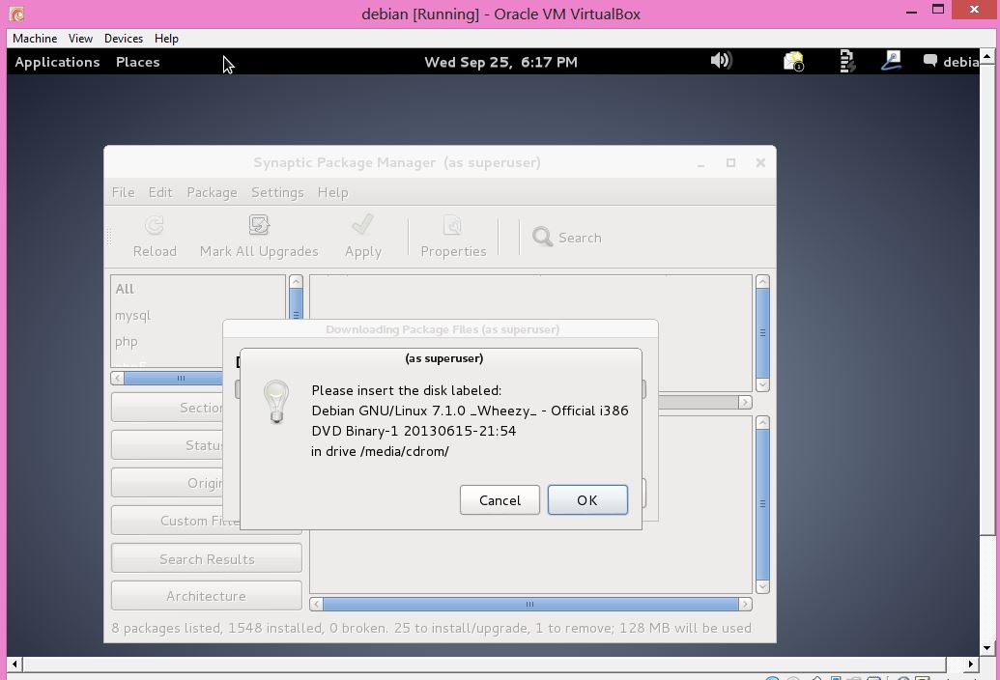 debian [Running] - Oracle VM VirtualBox
Machine View Devices Help
Applications Places Wed Sep 25, 6:17 PM debia
Synaptic Package Manager (as superuser)
File Edit Package Settings Help
Reload Mark All Upgrades Apply Properties Search
All
mysql
php
Downloading Package Files (as superuser)
(as superuser)
Please insert the disk labeled:
Debian GNU/Linux 7.1.0 _Wheezy_ - Official i386
DVD Binary-1 20130615-21:54
in drive /media/cdrom/
Cancel OK
Section
Status
Origin
Custom Filte
Search Results
Architecture
8 packages listed, 1548 installed, 0 broken. 25 to install/upgrade, 1 to remove; 128 MB will be used